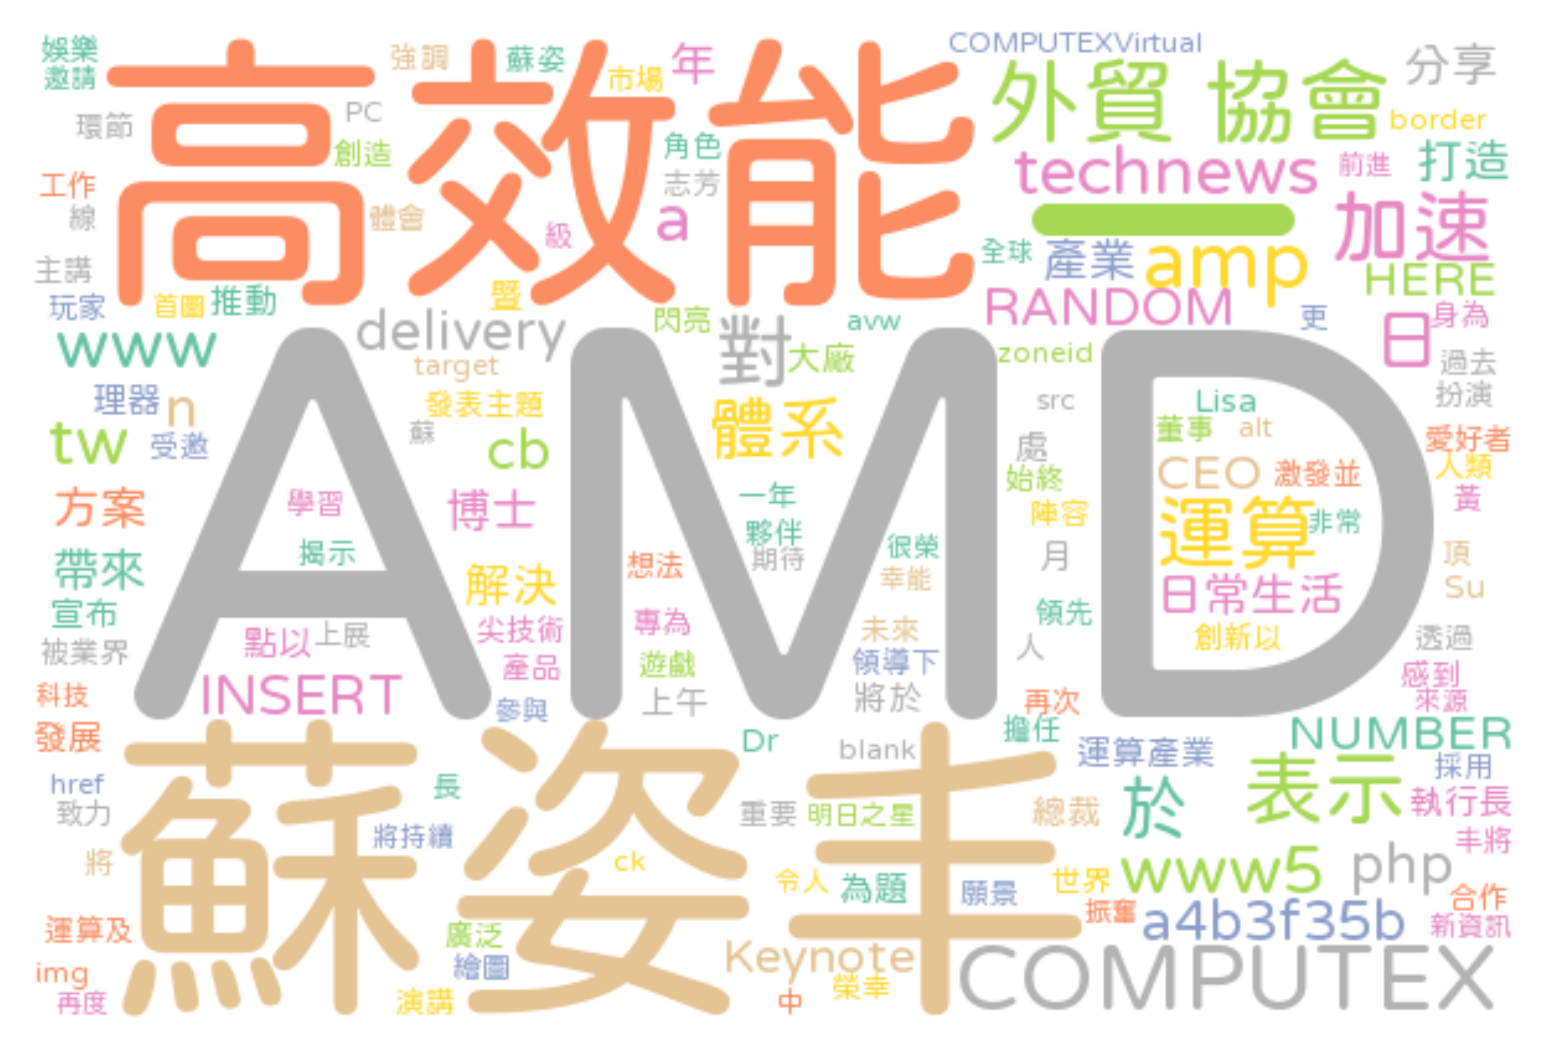 娛樂
邀請
環節
PC
強調
蘇姿
市場
年
COMPUTEXVirtual
分享
高效能
外貿 協會
border
創造
角色
志芳
technews
前進
打造
工作
線
體會
級
a
一
加速
主講
全球
產業
amp
HERE
玩家
首圖
推動
暨
閃亮
avw
RANDOM
更
身為
www
delivery
對
大廠
zoneid
日
過去
target
理器
n
發表主題
體系
src
Lisa
扮演
tw
受邀
蘇
cb
處
董事
alt
愛好者
AMD
始終
CEO
激發並
人類
方案
學習
博士
一年
陣容
運算
非常
黃
揭示
夥伴
期待
很榮
月
頂
帶來
解決
想法
幸能
日常生活
Su
宣布
點以
上展
尖技術
專為
未來
領先
創新以
透過
被業界
產品
遊戲
領導下
人
感到
科技
INSERT
參與
上午
將於
再次
來源
發展
Dr
blank
擔任
運算產業
NUMBER
href
長
採用
致力
蘇姿丰
將持續
重要
明日之星
總裁
於
表示
執行長
將
ck
令人
為題
願景
世界
www5
php
丰將
合作
運算及
廣泛
振奮
a4b3f35b
新資訊
img
繪圖
Keynote
榮幸
COMPUTEX
再度
演講
中